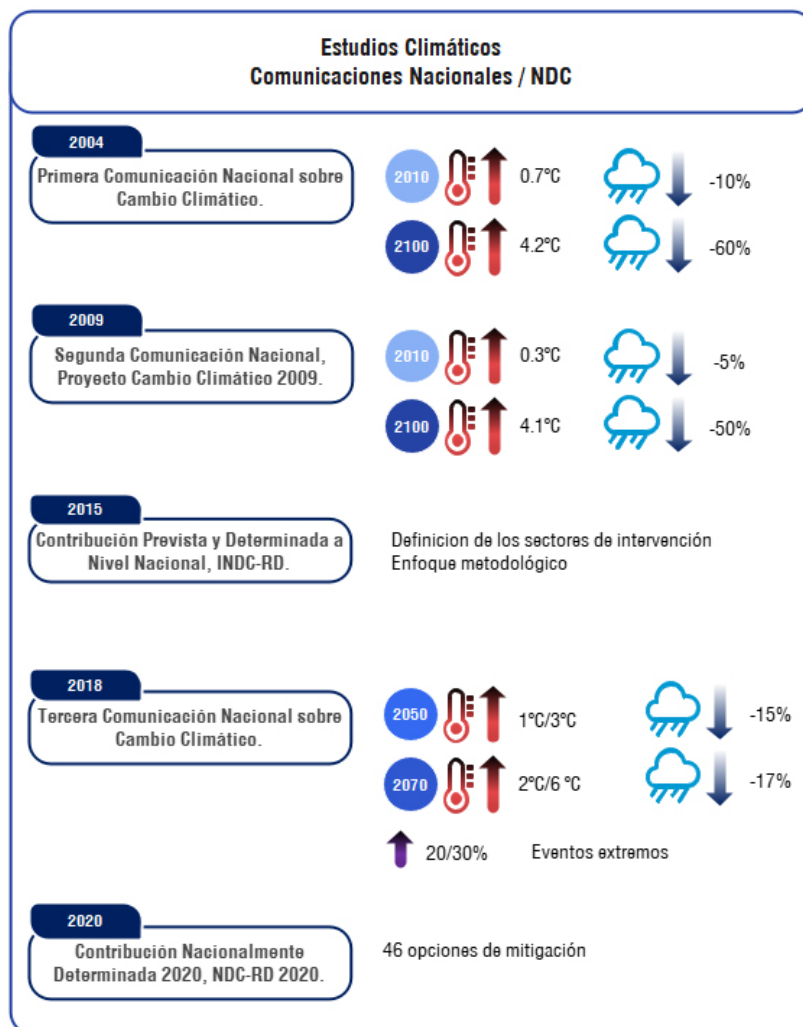 Estudios Climáticos
Comunicaciones Nacionales / NDC
2004
Primera Comunicación Nacional sobre
Cambio Climático.
2010
0.7ºC
-10%
2100
4.2ºC
-60%
2009
Segunda Comunicación Nacional,
Proyecto Cambio Climático 2009.
2010
0.3ºC
-5%
2100
4.1ºC
-50%
2015
Contribución Prevista y Determinada a
Nivel Nacional, INDC-RD.
Definicion de los sectores de intervención
Enfoque metodológico
2018
Tercera Comunicación Nacional sobre
Cambio Climático.
2050
1ºC/3ºC
-15%
2070
2ºC/6 ºC
-17%
20/30% Eventos extremos
2020
Contribución Nacionalmente
Determinada 2020, NDC-RD 2020.
46 opciones de mitigación